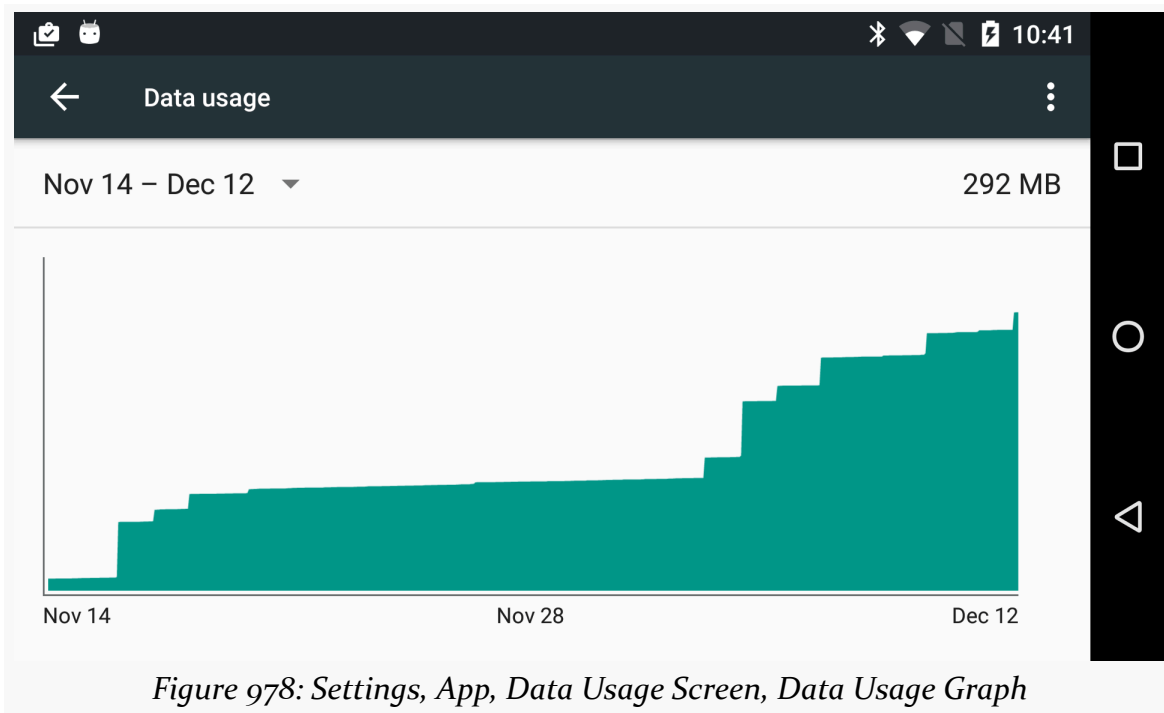 10:41
Data usage
Nov 14 – Dec 12 292 MB
Nov 14 Nov 28 Dec 12
Figure 978: Settings, App, Data Usage Screen, Data Usage Graph